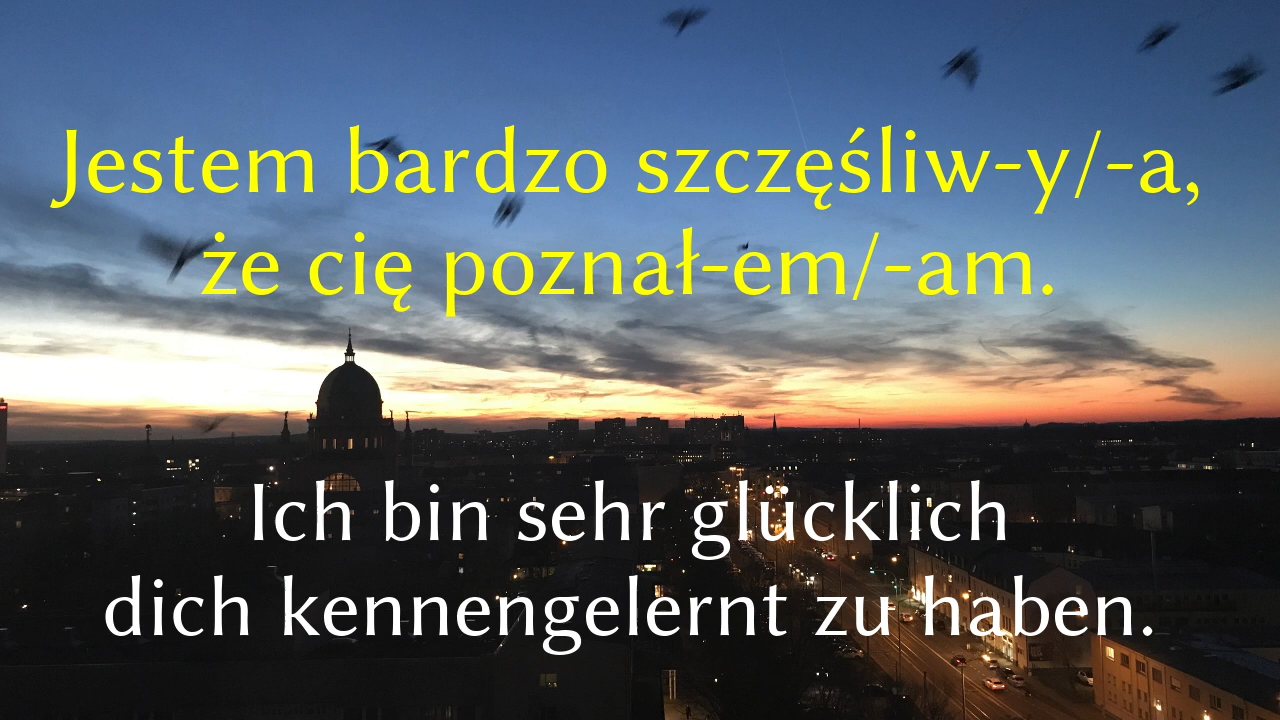 Jestem bardzo szczęśliw-y/-a,
że cię poznał-em/-am.
Ich bin sehr glücklich
dich kennengelernt zu haben.